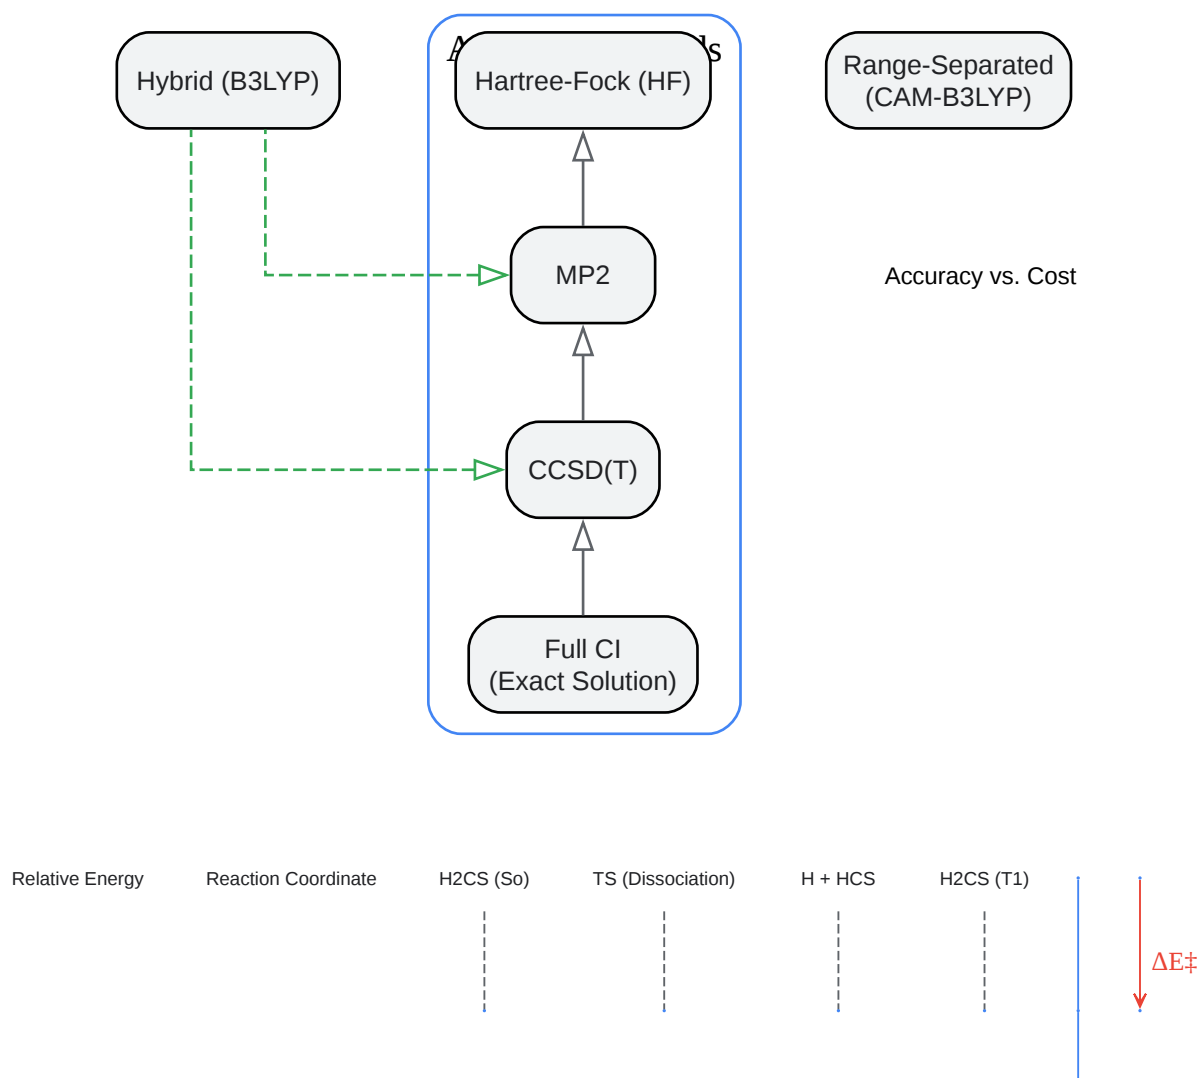 Hybrid (B3LYP)
Hartree-Fock (HF)
Range-Separated
(CAM-B3LYP)
MP2
Accuracy vs. Cost
CCSD(T)
Full CI
(Exact Solution)
Relative Energy
Reaction Coordinate
H2CS (So)
TS (Dissociation)
H + HCS
H2CS (T1)
ΔE‡